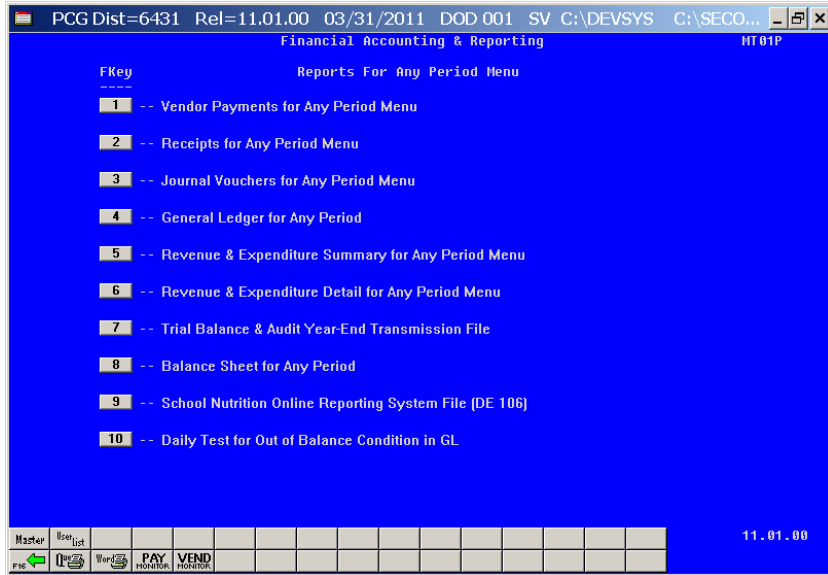 PCG Dist=6431 Rel=11.01.00 03/31/2011 DOD 001 SV C:\DEVSYS C:\SECO...
Financial Accounting & Reporting MT01P
FKey Reports For Any Period Menu
----
1 -- Vendor Payments for Any Period Menu
2 -- Receipts for Any Period Menu
3 -- Journal Vouchers for Any Period Menu
4 -- General Ledger for Any Period
5 -- Revenue & Expenditure Summary for Any Period Menu
6 -- Revenue & Expenditure Detail for Any Period Menu
7 -- Trial Balance & Audit Year-End Transmission File
8 -- Balance Sheet for Any Period
9 -- School Nutrition Online Reporting System File (DE 106)
10 -- Daily Test for Out of Balance Condition in GL
Master User list 11.01.00
F16 Que Word PAY MONITOR VEND MONITOR